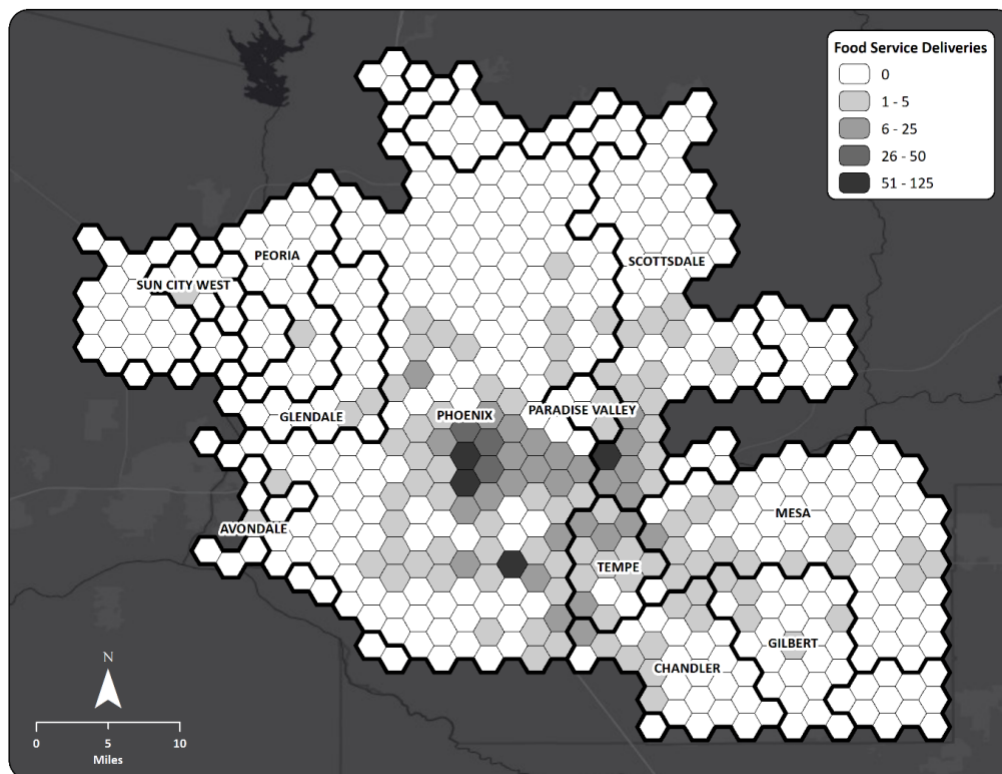 Food Service Deliveries
0
1 - 5
6 - 25
26 - 50
51 - 125
PEORIA
SCOTTSDALE
SUN CITY WEST
GLENDALE
PHOENIX
PARADISE VALLEY
MESA
AVONDALE
TEMPE
GILBERT
CHANDLER
N
0 5 10
Miles